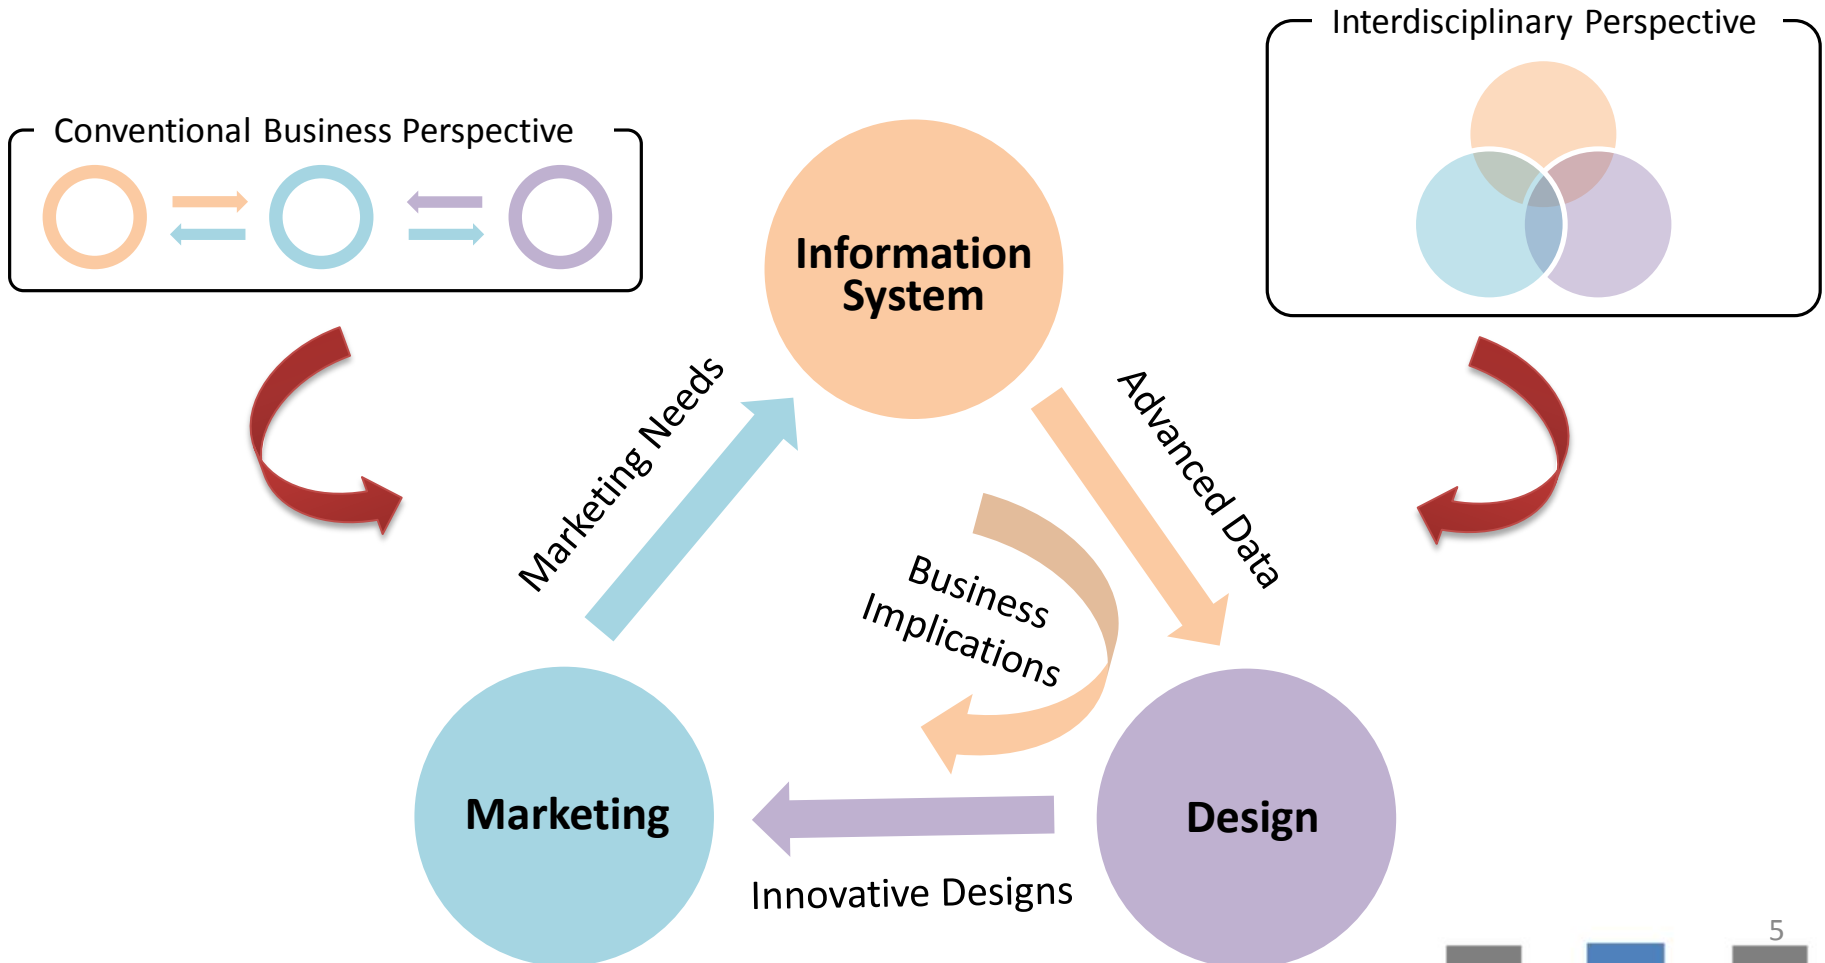 Interdisciplinary Perspective
Conventional Business Perspective
Information
System
Marketing Needs
Advanced Data
Business
Implications
Marketing
Design
Innovative Designs
5